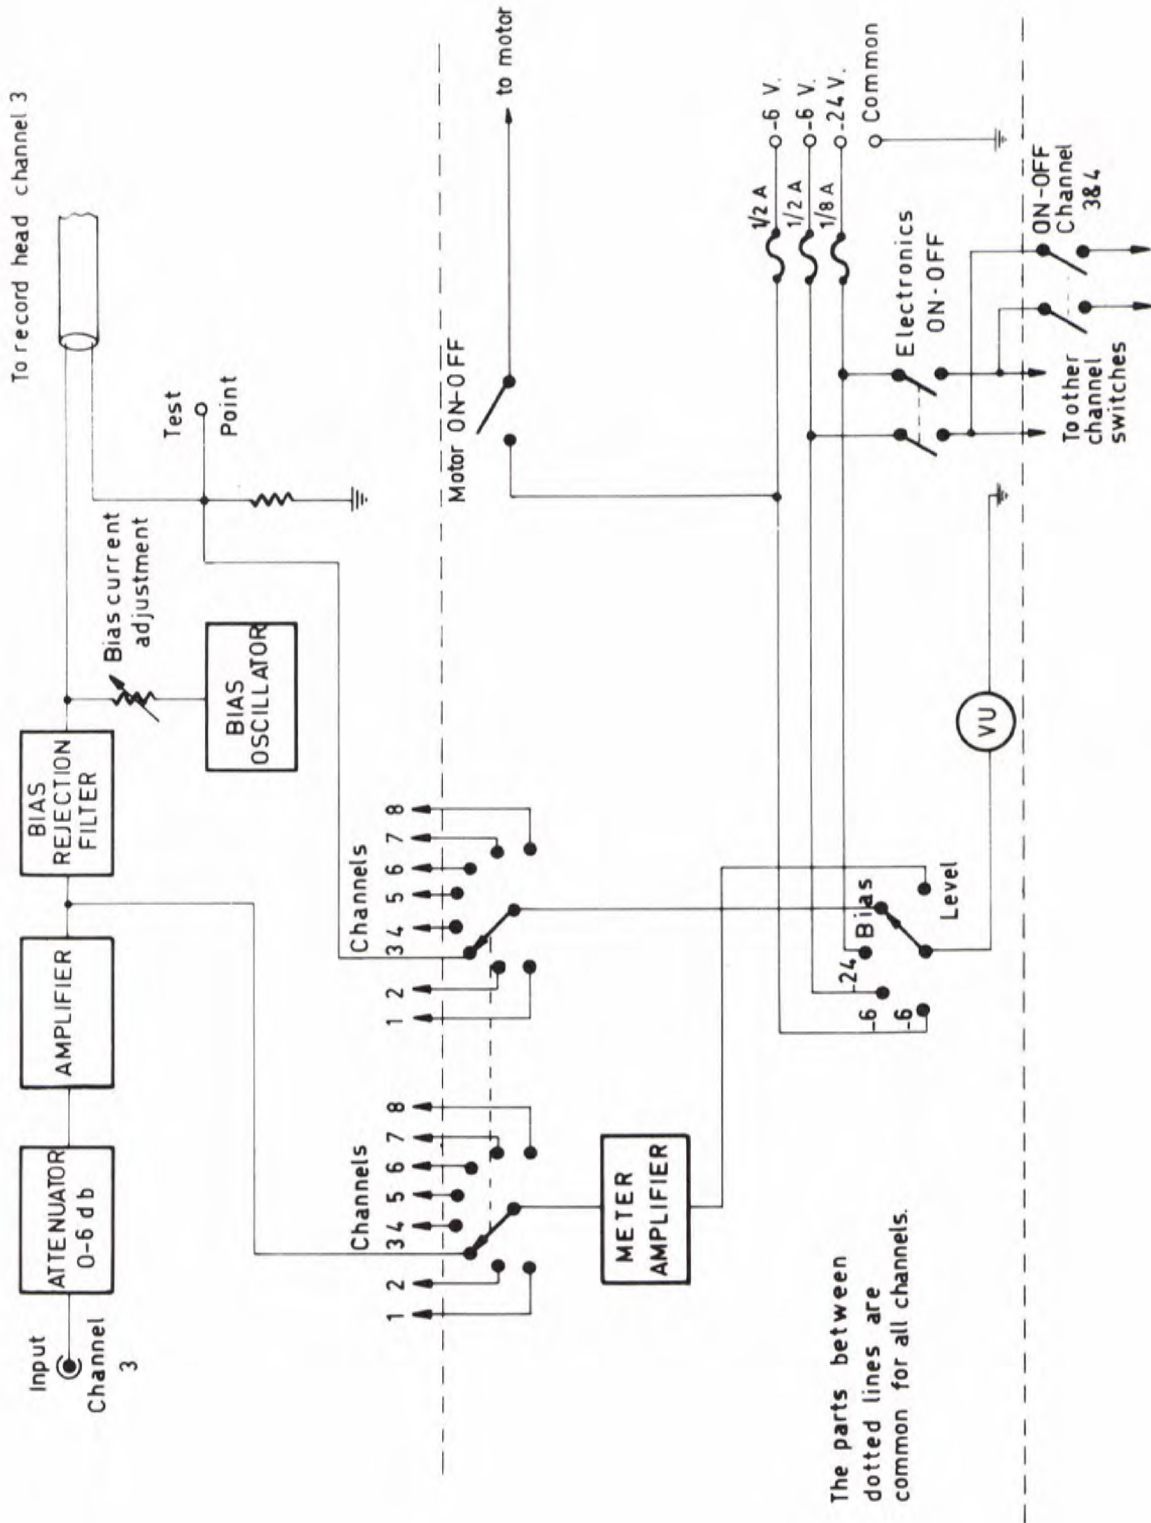 To record head channel 3
Input
Channel
3
ATTENUATOR
0-6 db
AMPLIFIER
BIAS
REJECTION
FILTER
Bias current
adjustment
BIAS
OSCILLATOR
Test
Point
Channels
1 2 3 4 5 6 7 8
Channels
1 2 3 4 5 6 7 8
Motor ON-OFF
to motor
METER
AMPLIFIER
1/2 A
-6 V.
1/2 A
-6 V.
1/8 A
-24 V.
Common
-6
-6
-24
Bias
Level
VU
Electronics
ON-OFF
To other
channel
switches
ON-OFF
Channel
3&4
The parts between
dotted lines are
common for all channels.